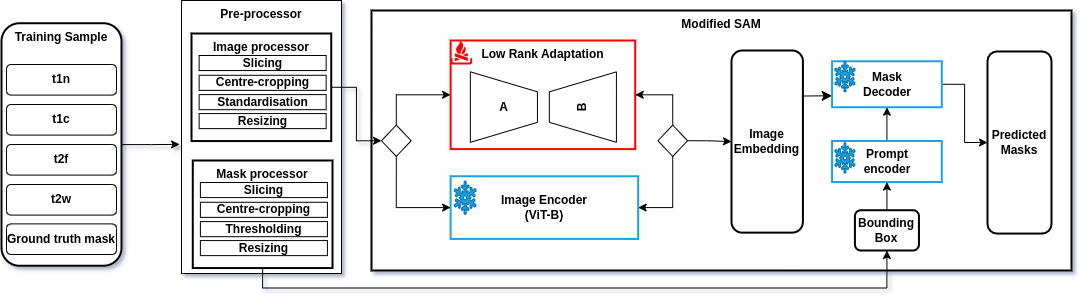 Training Sample
t1n
t1c
t2f
t2w
Ground truth mask
Pre-processor
Image processor
Slicing
Centre-cropping
Standardisation
Resizing
Mask processor
Slicing
Centre-cropping
Thresholding
Resizing
Modified SAM
Low Rank Adaptation
A
B
Image Encoder
(ViT-B)
Image
Embedding
Mask
Decoder
Prompt
encoder
Bounding
Box
Predicted
Masks